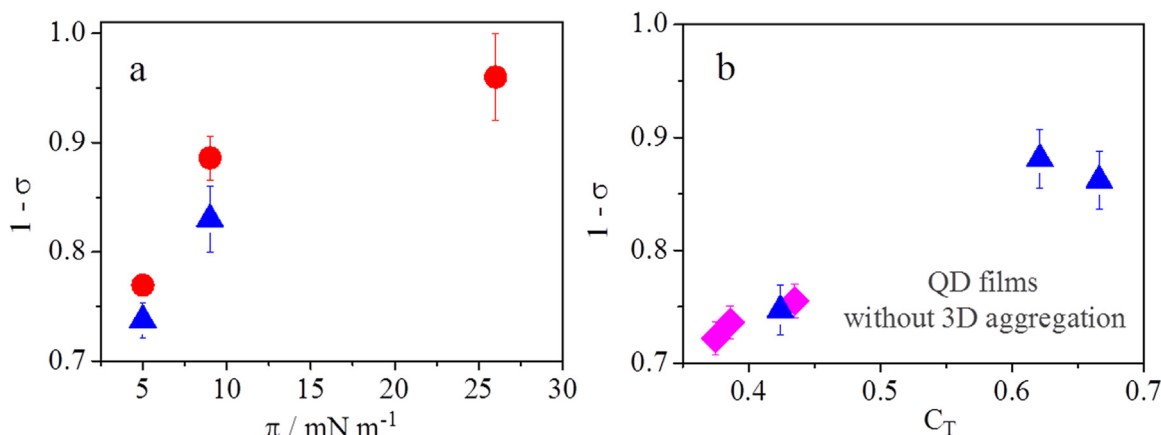 a
1.0
0.9
0.8
0.7
1 - σ
5
10
15
20
25
30
π / mN m⁻¹
b
1.0
0.9
0.8
0.7
1 - σ
QD films
without 3D aggregation
0.4
0.5
0.6
0.7
C_T